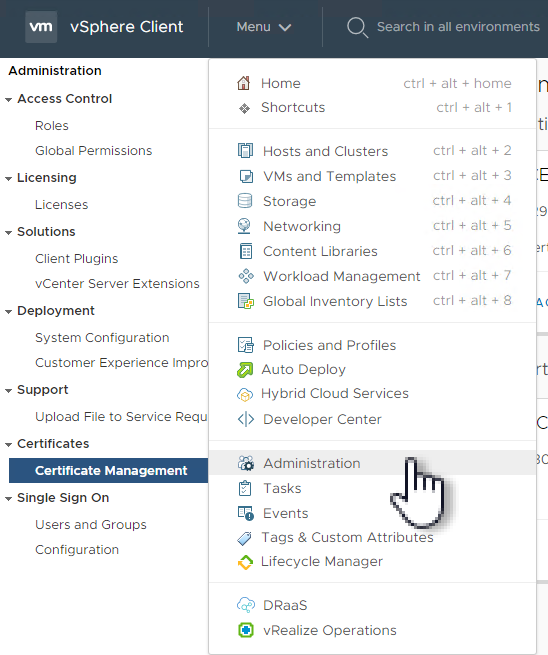 vm vSphere Client Menu Search in all environments
Administration
Access Control
Roles
Global Permissions
Licensing
Licenses
Solutions
Client Plugins
vCenter Server Extensions
Deployment
System Configuration
Customer Experience Impro
Support
Upload File to Service Requ
Certificates
Certificate Management
Single Sign On
Users and Groups
Configuration
Home ctrl + alt + home
Shortcuts ctrl + alt + 1
Hosts and Clusters ctrl + alt + 2
VMs and Templates ctrl + alt + 3
Storage ctrl + alt + 4
Networking ctrl + alt + 5
Content Libraries ctrl + alt + 6
Workload Management ctrl + alt + 7
Global Inventory Lists ctrl + alt + 8
Policies and Profiles
Auto Deploy
Hybrid Cloud Services
Developer Center
Administration
Tasks
Events
Tags & Custom Attributes
Lifecycle Manager
DRaaS
vRealize Operations